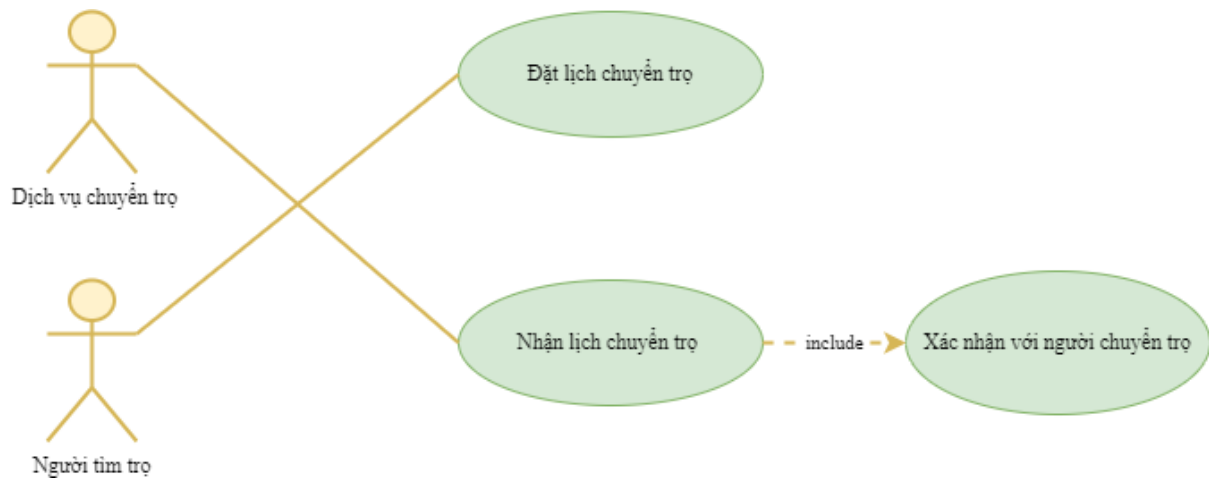 Đặt lịch chuyển trọ
Dịch vụ chuyển trọ
Nhận lịch chuyển trọ
include
Xác nhận với người chuyển trọ
Người tìm trọ